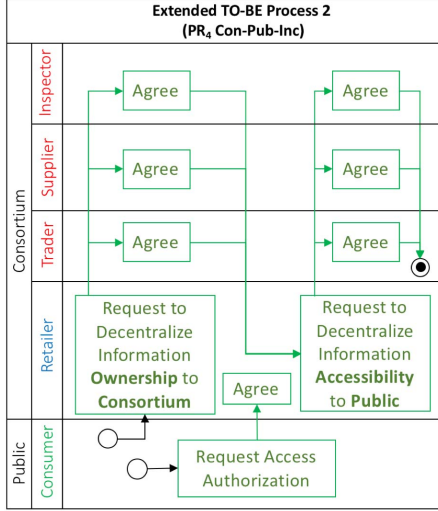 Extended TO-BE Process 2
(PR₄ Con-Pub-Inc)
Consortium
Inspector
Agree
Agree
Supplier
Agree
Agree
Trader
Agree
Agree
Retailer
Request to
Decentralize
Information
Ownership to
Consortium
Agree
Request to
Decentralize
Information
Accessibility
to Public
Public
Consumer
Request Access
Authorization